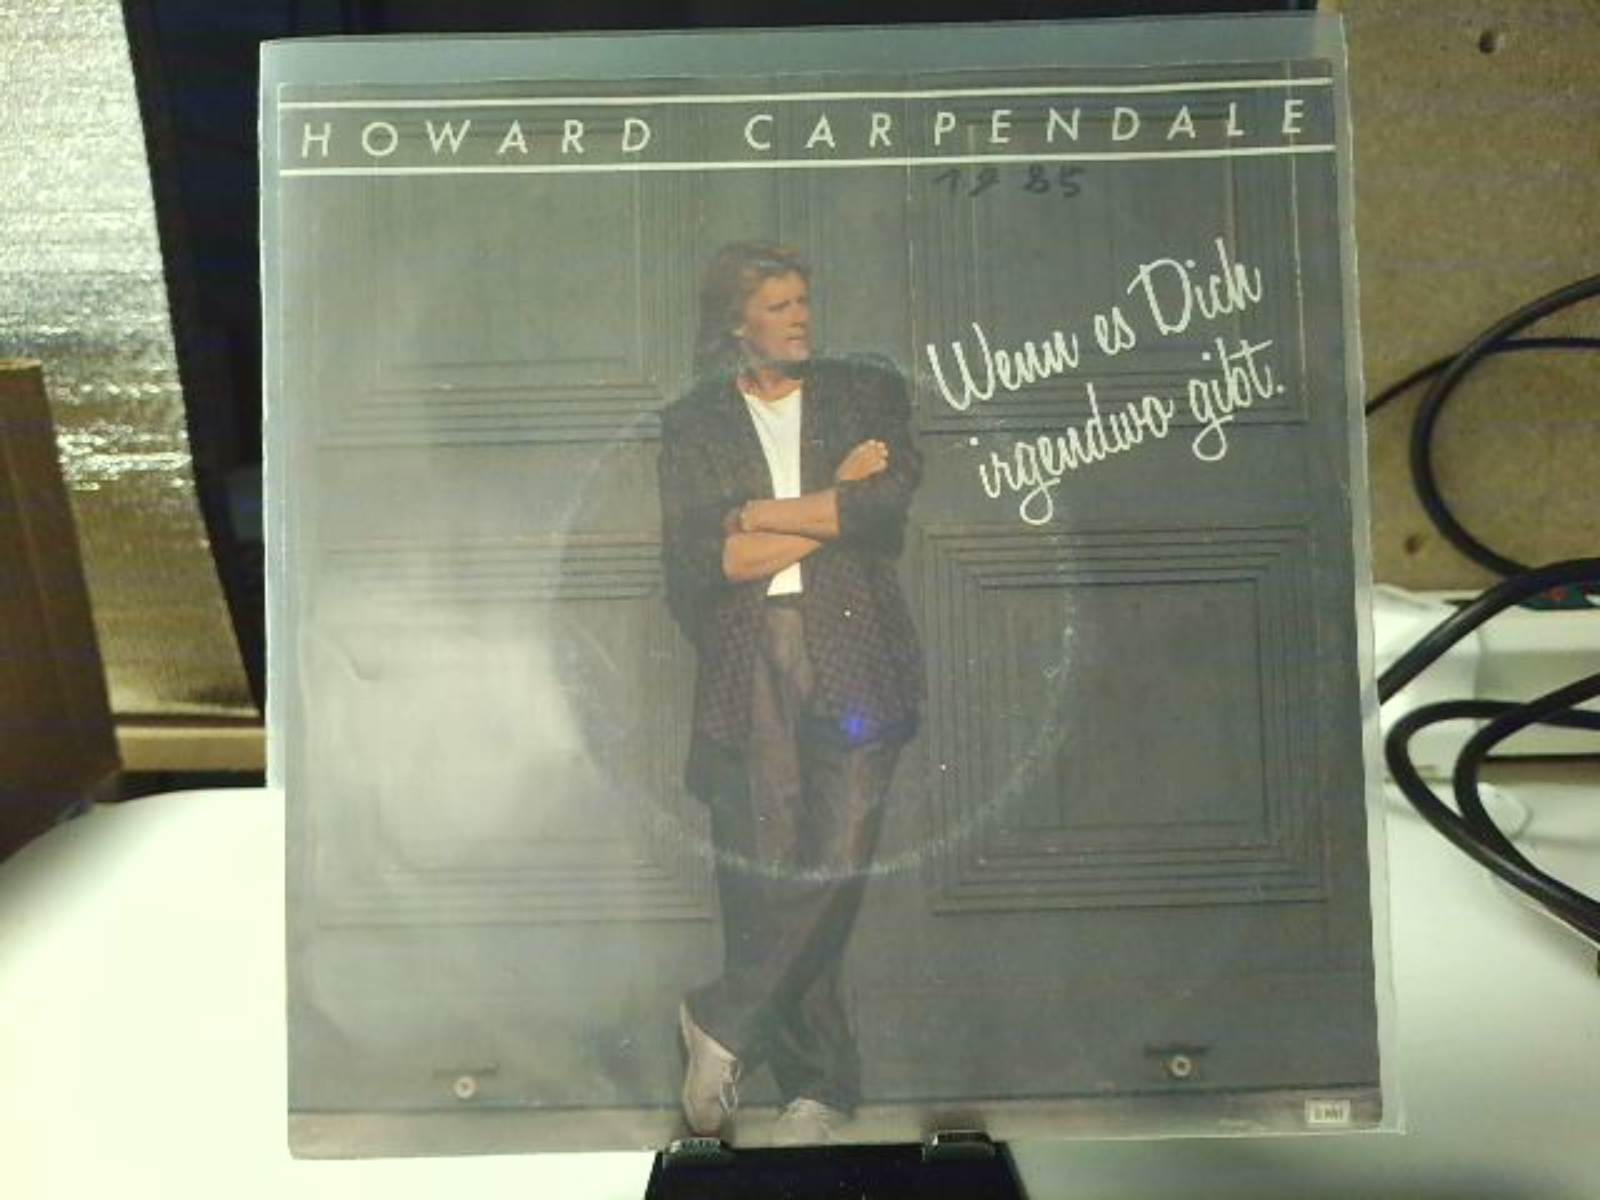 HOWARD CARPENDALE
1985
Wenn es Dich
irgendwo gibt.
EMI